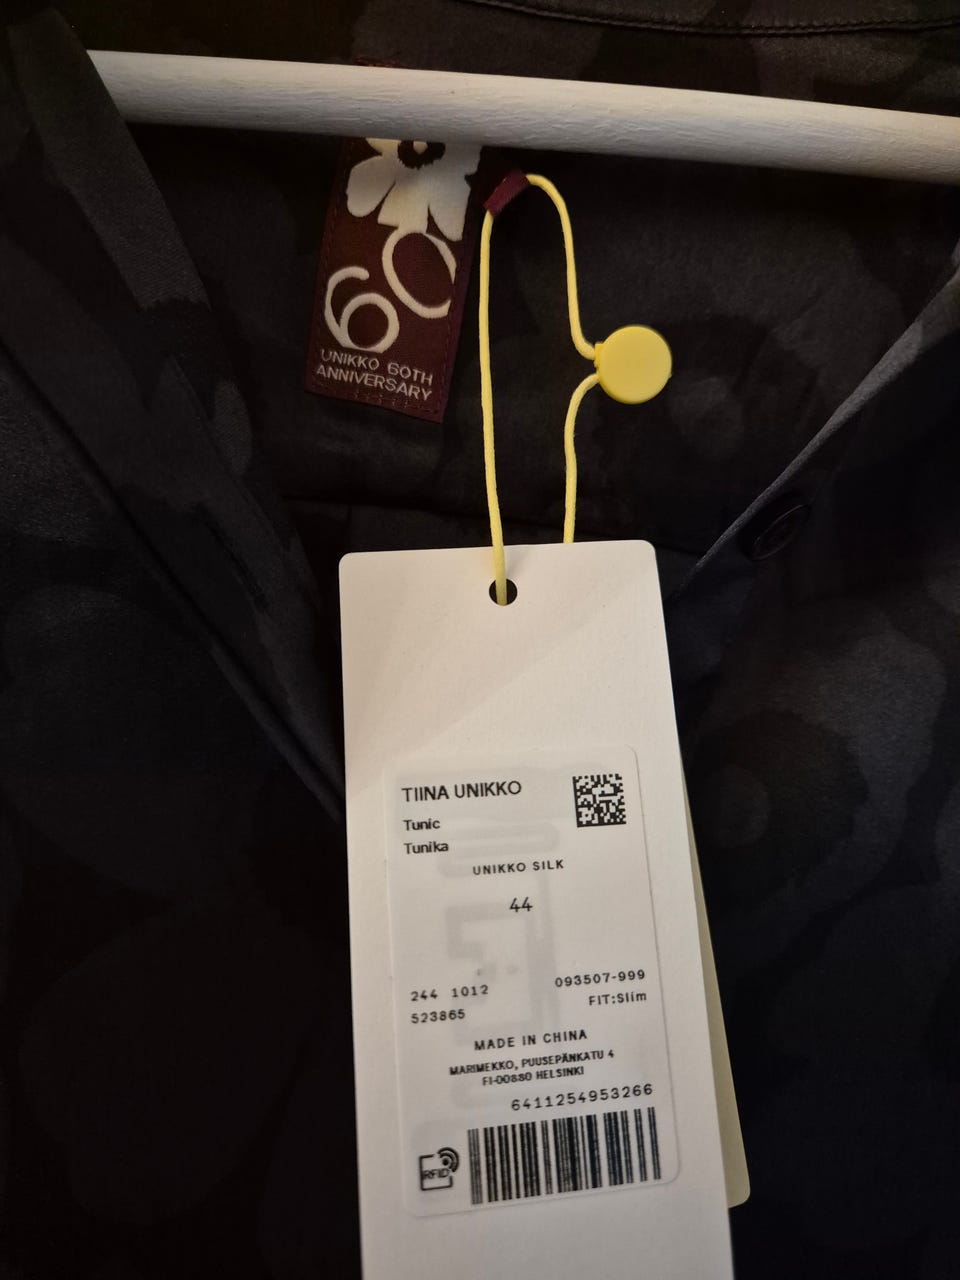 60
UNIKKO 60TH
ANNIVERSARY
TIINA UNIKKO
Tunic
Tunika
UNIKKO SILK
44
244 1012
093507-999
523865
FIT:Slim
MADE IN CHINA
MARIMEKKO, PUUSEPÄNKATU 4
FI-00880 HELSINKI
6411254953266
RFID